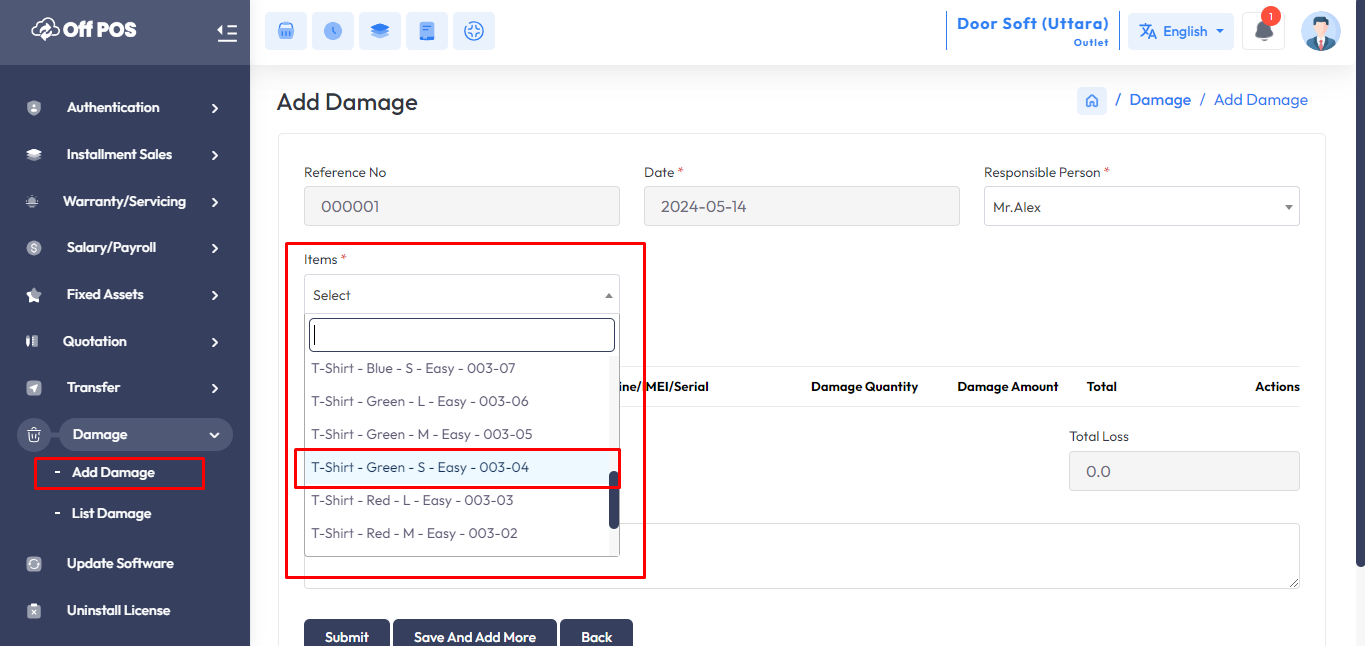 Off POS
Door Soft (Uttara)
Outlet
English
1
Authentication
Installment Sales
Warranty/Servicing
Salary/Payroll
Fixed Assets
Quotation
Transfer
Damage
- Add Damage
- List Damage
Update Software
Uninstall License
Add Damage
/ Damage / Add Damage
Reference No
000001
Date *
2024-05-14
Responsible Person *
Mr.Alex
Items *
Select
T-Shirt - Blue - S - Easy - 003-07
T-Shirt - Green - L - Easy - 003-06
T-Shirt - Green - M - Easy - 003-05
T-Shirt - Green - S - Easy - 003-04
T-Shirt - Red - L - Easy - 003-03
T-Shirt - Red - M - Easy - 003-02
ine/IMEI/Serial Damage Quantity Damage Amount Total Actions
Total Loss
0.0
Submit Save And Add More Back